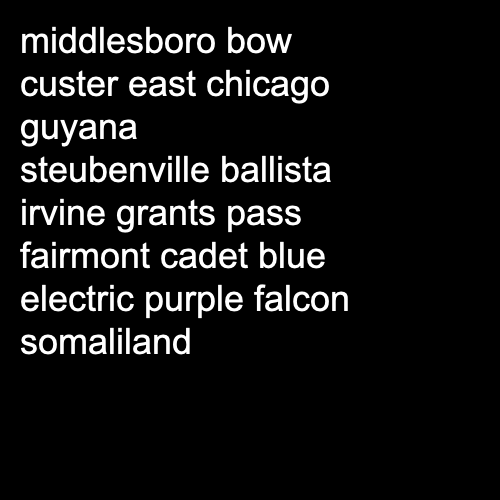 middlesboro bow
custer east chicago
guyana
steubenville ballista
irvine grants pass
fairmont cadet blue
electric purple falcon
somaliland